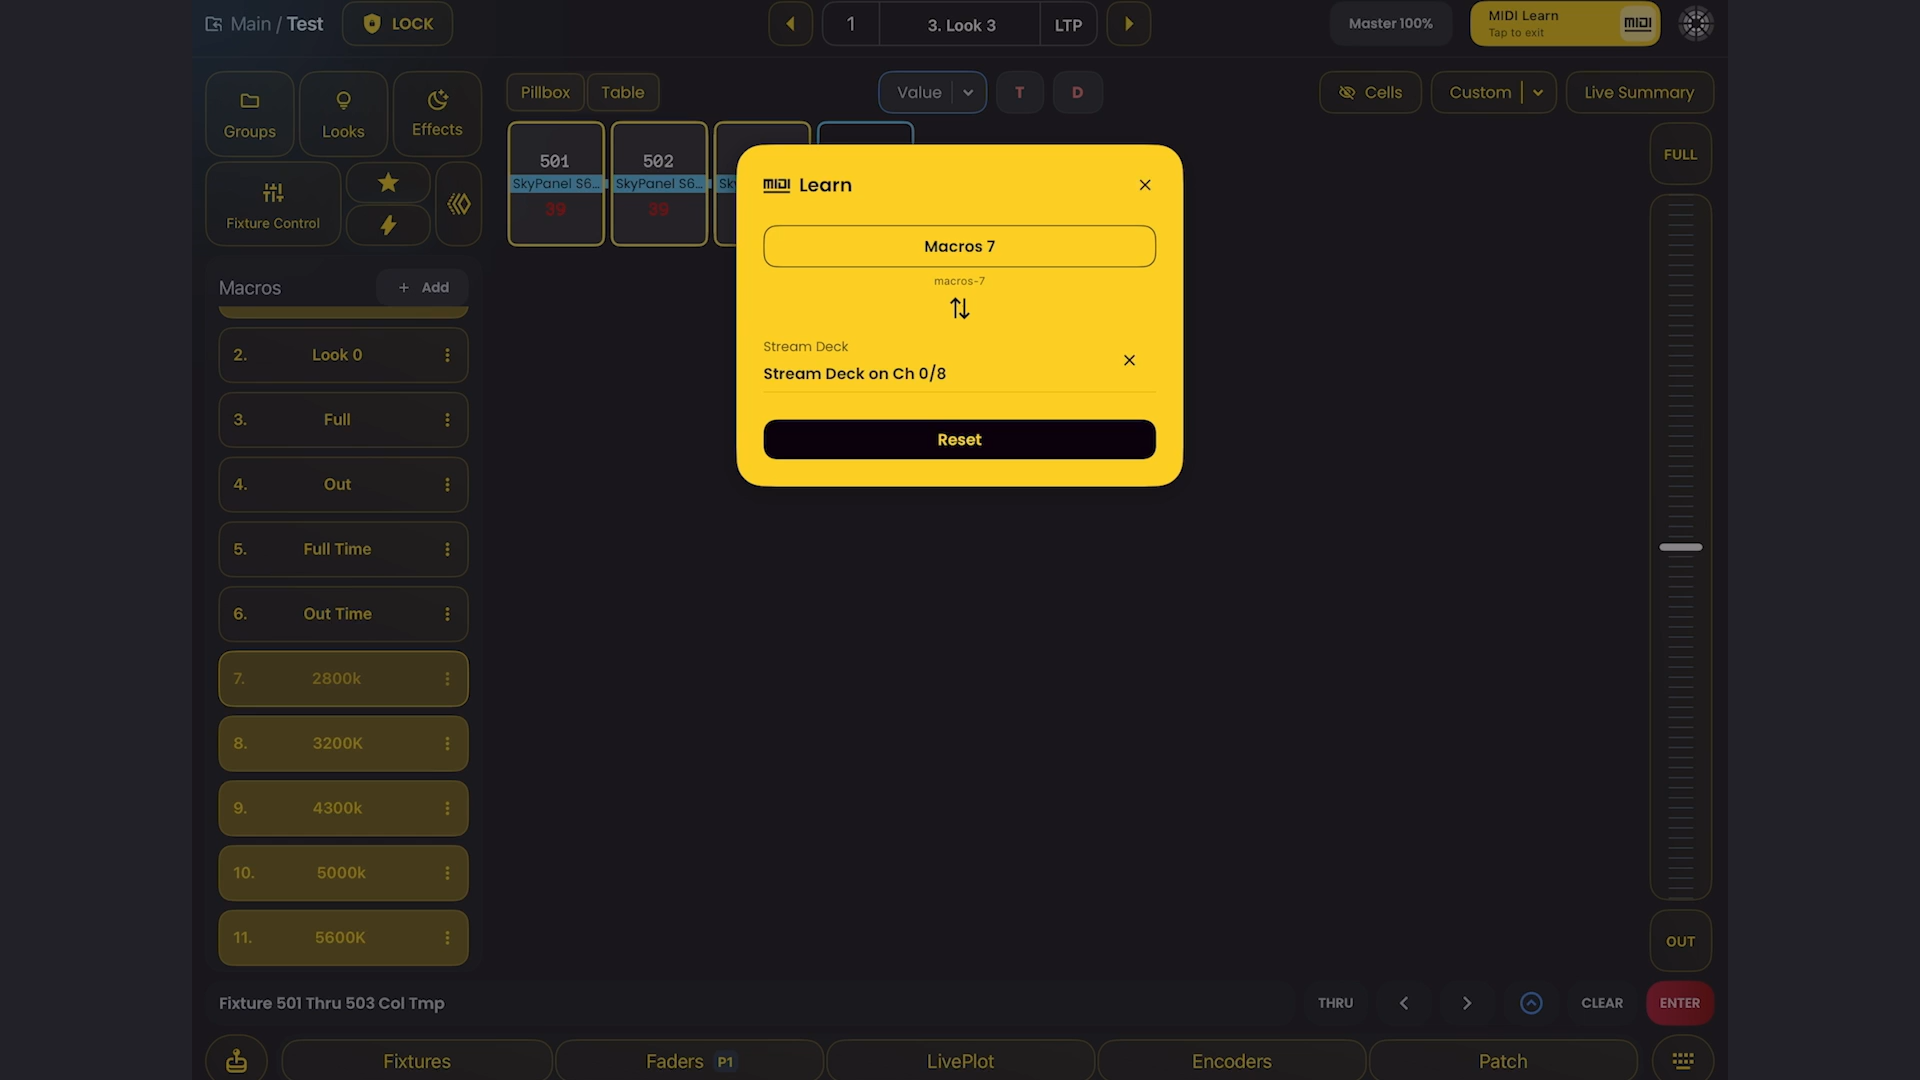 Main / Test
LOCK
1
3. Look 3
LTP
Master 100%
MIDI Learn
Tap to exit
MIDI
Groups
Looks
Effects
Fixture Control
Pillbox
Table
Value
T
D
Cells
Custom
Live Summary
501
SkyPanel S6...
39
502
SkyPanel S6...
39
Sk
MIDI Learn
Macros 7
macros-7
Stream Deck
Stream Deck on Ch 0/8
Reset
Macros
+ Add
2. Look 0
3. Full
4. Out
5. Full Time
6. Out Time
7. 2800k
8. 3200K
9. 4300k
10. 5000k
11. 5600K
FULL
OUT
Fixture 501 Thru 503 Col Tmp
THRU
CLEAR
ENTER
Fixtures
Faders P1
LivePlot
Encoders
Patch